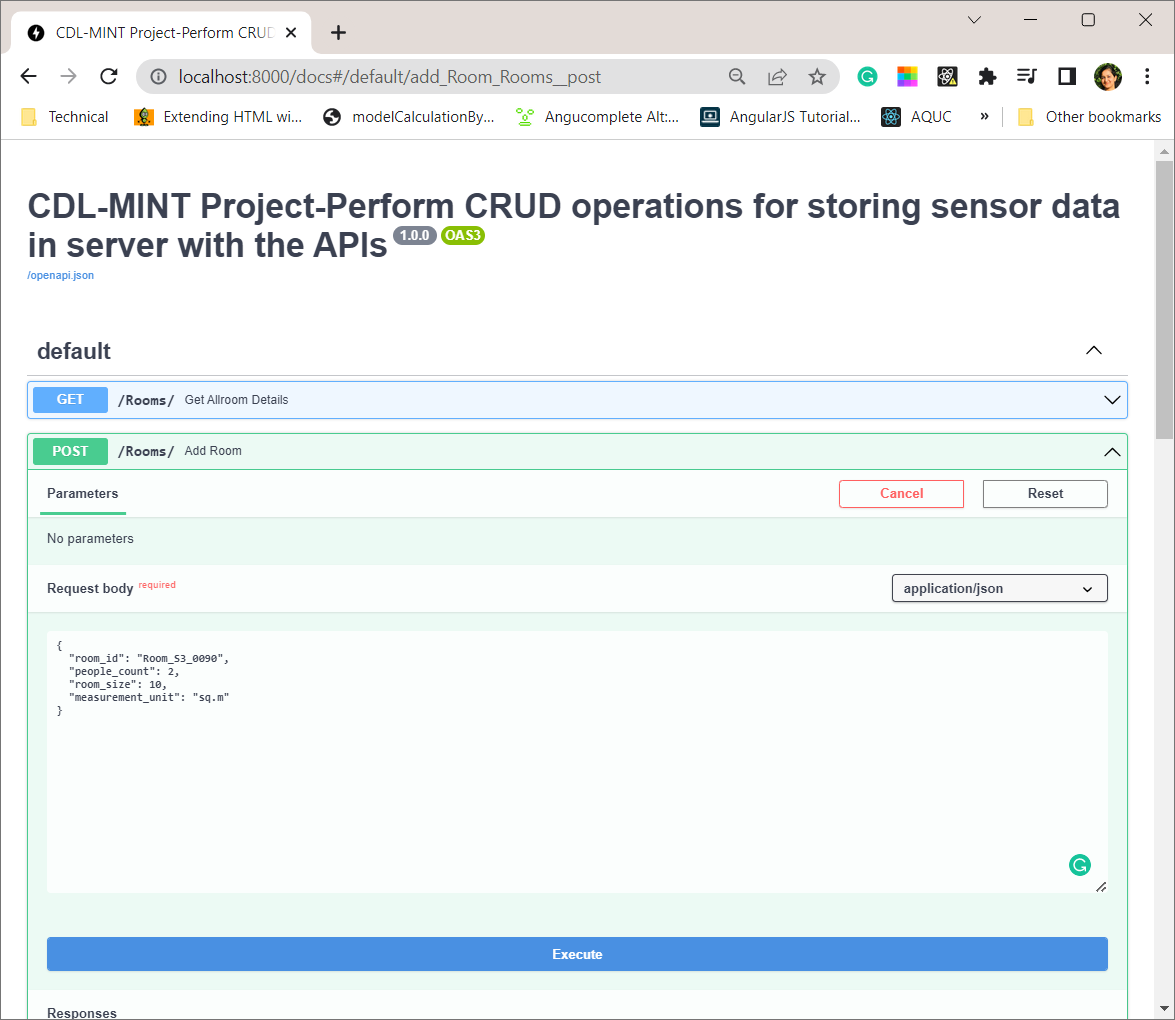 CDL-MINT Project-Perform CRUD
localhost:8000/docs#/default/add_Room_Rooms__post
Technical
Extending HTML wi...
modelCalculationBy...
Angucomplete Alt:...
AngularJS Tutorial...
AQUC
»
Other bookmarks
CDL-MINT Project-Perform CRUD operations for storing sensor data
in server with the APIs 1.0.0 OAS3
/openapi.json
default
GET /Rooms/ Get Allroom Details
POST /Rooms/ Add Room
Parameters
Cancel
Reset
No parameters
Request body required
application/json
{
"room_id": "Room_S3_0090",
"people_count": 2,
"room_size": 10,
"measurement_unit": "sq.m"
}
Execute
Responses